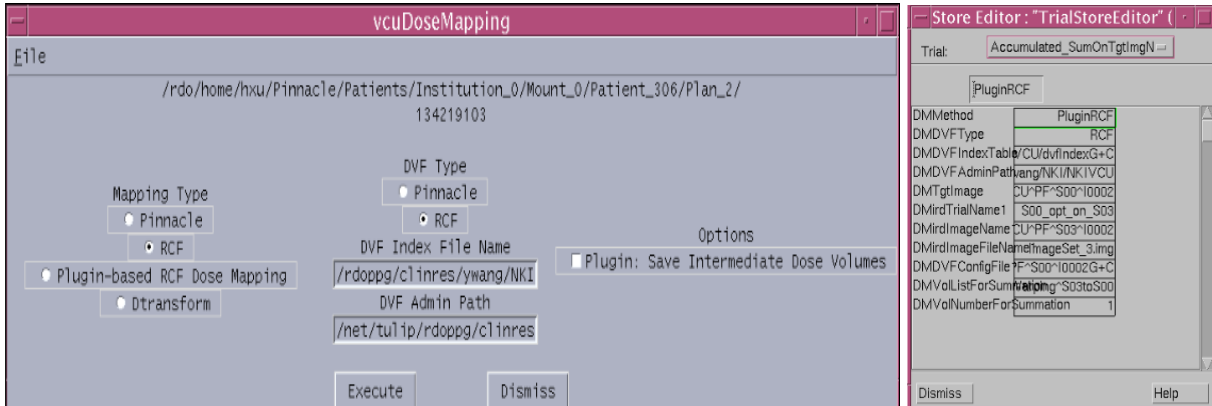 vcuDoseMapping
File
/rdo/home/hxu/Pinnacle/Patients/Institution_0/Mount_0/Patient_306/Plan_2/
134219103
Mapping Type
Pinnacle
RCF
Plugin-based RCF Dose Mapping
Dtransform
DVF Type
Pinnacle
RCF
DVF Index File Name
/rdoppg/clinres/ywang/NKI
DVF Admin Path
/net/tulip/rdoppg/clinres
Options
Plugin: Save Intermediate Dose Volumes
Execute Dismiss
Store Editor : "TrialStoreEditor" (
Trial: Accumulated_SumOnTgtImgN
PluginRCF
DMMethod PluginRCF
DMDVFType RCF
DMDVFIndexTable /CU/dvfIndexG+C
DMDVFAdminPath vang/NKI/NKIVCU
DMTgtImage CU^PF^S00^I0002
DMirdTrialName1 S00_opt_on_S03
DMirdImageName CU^PF^S03^I0002
DMirdImageFileName ImageSet_3.img
DMDVFConfigFile ?F^S00^I0002G+C
DMVolListForSummation ^S03toS00
DMVolNumberForSummation 1
Dismiss Help